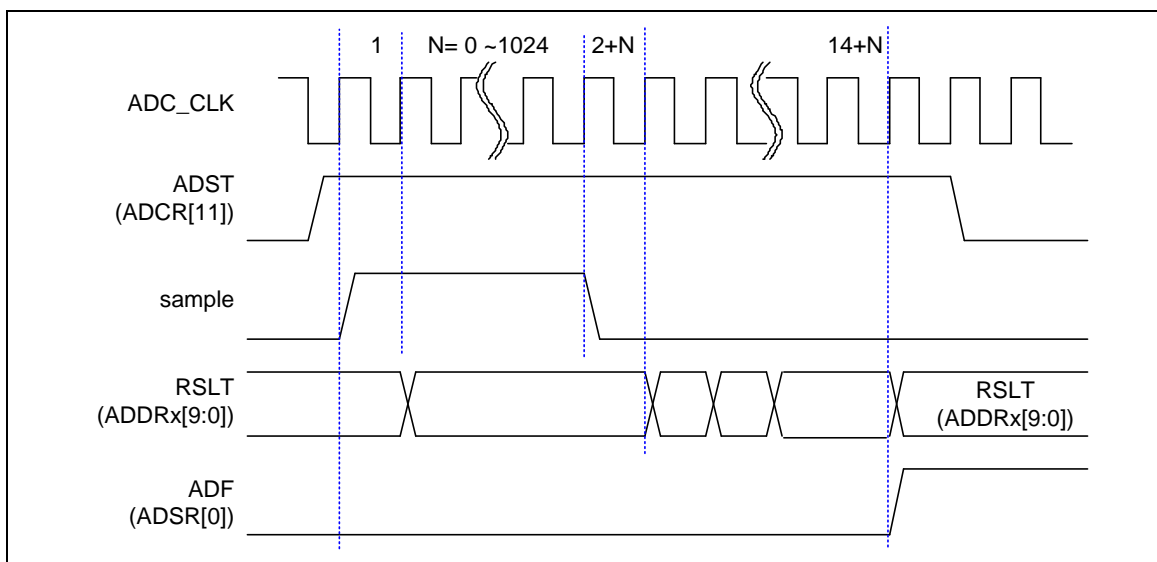 1 N= 0 ~1024 2+N 14+N
ADC_CLK
ADST
(ADCR[11])
sample
RSLT
(ADDRx[9:0])
RSLT
(ADDRx[9:0])
ADF
(ADSR[0])